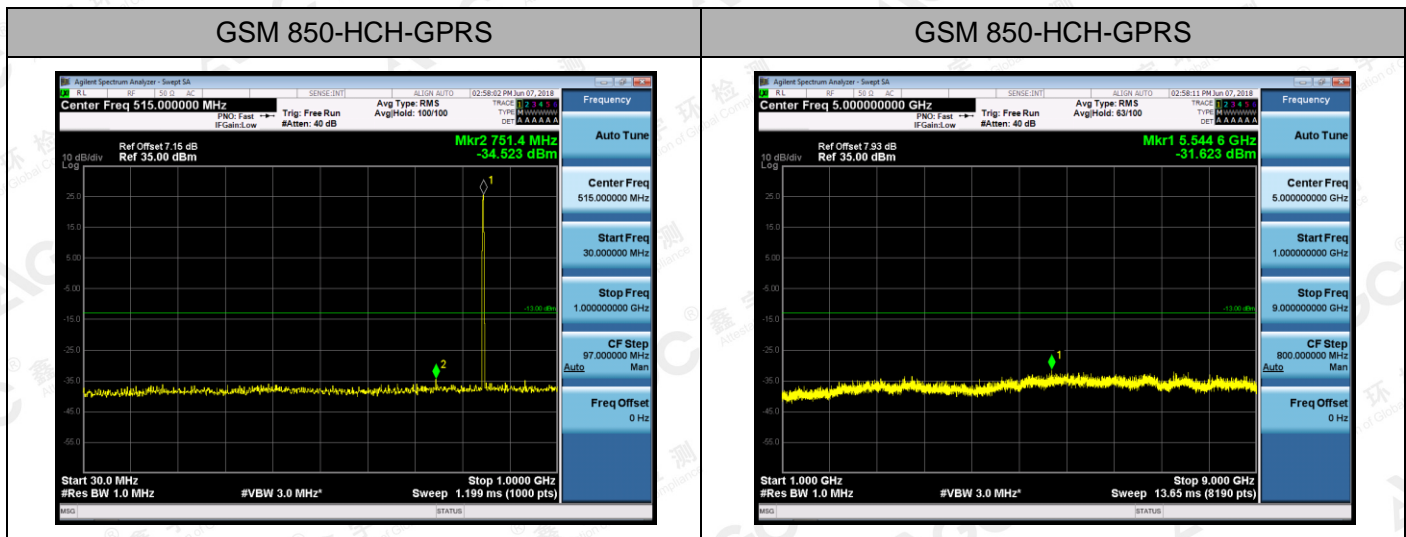 GSM 850-HCH-GPRS
Agilent Spectrum Analyzer - Swept SA
RL RF 50 Ω AC SENSE:INT ALIGN AUTO 02:58:02 PM Jun 07, 2018
Center Freq 515.000000 MHz
PNO: Fast
IFGain:Low
Trig: Free Run
#Atten: 40 dB
Avg Type: RMS
Avg|Hold: 100/100
TRACE 1 2 3 4 5 6
TYPE M WWWWW
DET A A A A A A
Frequency
Auto Tune
Mkr2 751.4 MHz
-34.523 dBm
Ref Offset 7.15 dB
10 dB/div Ref 35.00 dBm
Log
25.0
15.0
5.00
-5.00
-15.0
-25.0
-35.0
-45.0
-55.0
1
2
-13.00 dBm
Center Freq
515.000000 MHz
Start Freq
30.000000 MHz
Stop Freq
1.000000000 GHz
CF Step
97.000000 MHz
Auto Man
Freq Offset
0 Hz
Start 30.0 MHz Stop 1.0000 GHz
#Res BW 1.0 MHz #VBW 3.0 MHz* Sweep 1.199 ms (1000 pts)
MSG STATUS
GSM 850-HCH-GPRS
Agilent Spectrum Analyzer - Swept SA
RL RF 50 Ω AC SENSE:INT ALIGN AUTO 02:58:11 PM Jun 07, 2018
Center Freq 5.000000000 GHz
PNO: Fast
IFGain:Low
Trig: Free Run
#Atten: 40 dB
Avg Type: RMS
Avg|Hold: 63/100
TRACE 1 2 3 4 5 6
TYPE M WWWWW
DET A A A A A A
Frequency
Auto Tune
Mkr1 5.544 6 GHz
-31.623 dBm
Ref Offset 7.93 dB
10 dB/div Ref 35.00 dBm
Log
25.0
15.0
5.00
-5.00
-15.0
-25.0
-35.0
-45.0
-55.0
1
-13.00 dBm
Center Freq
5.000000000 GHz
Start Freq
1.000000000 GHz
Stop Freq
9.000000000 GHz
CF Step
800.000000 MHz
Auto Man
Freq Offset
0 Hz
Start 1.000 GHz Stop 9.000 GHz
#Res BW 1.0 MHz #VBW 3.0 MHz* Sweep 13.65 ms (8190 pts)
MSG STATUS